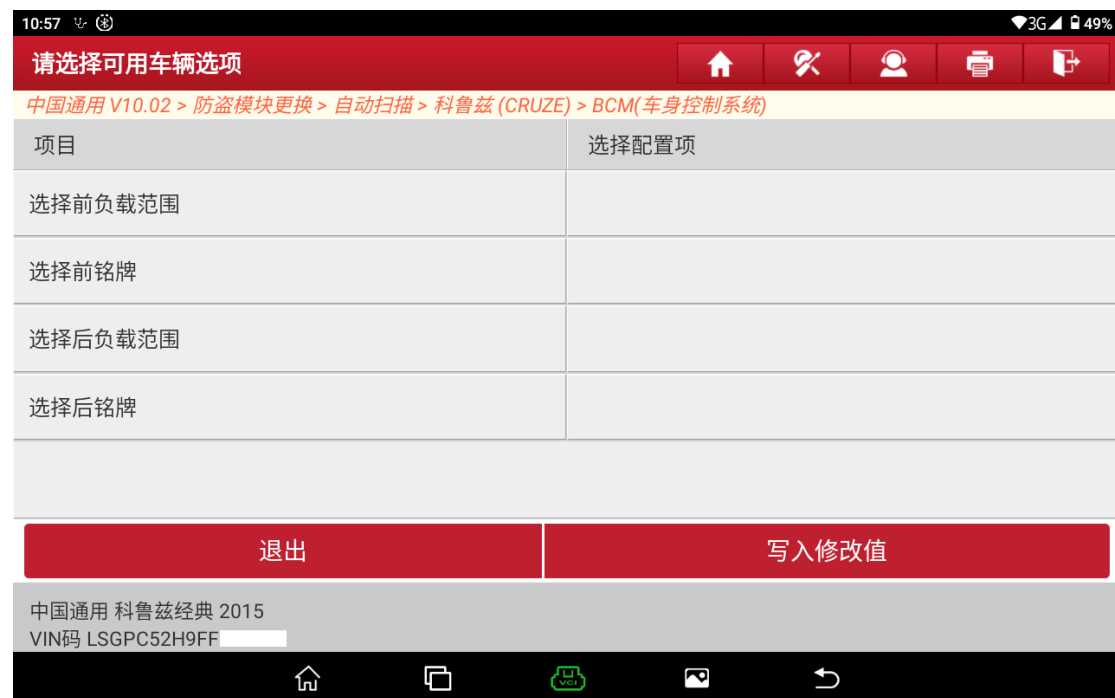 10:57 3G 49%
请选择可用车辆选项
中国通用 V10.02 > 防盗模块更换 > 自动扫描 > 科鲁兹 (CRUZE) > BCM(车身控制系统)
项目 选择配置项
选择前负载范围
选择前铭牌
选择后负载范围
选择后铭牌
退出 写入修改值
中国通用 科鲁兹经典 2015
VIN码 LSGPC52H9FF
VCI